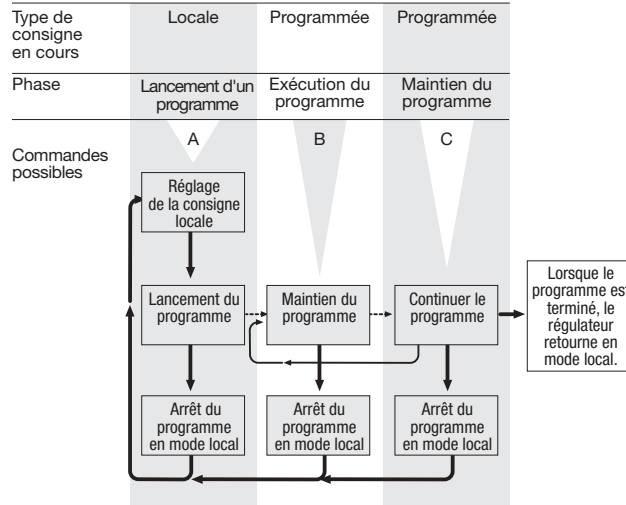 Type de
consigne
en cours
Locale
Programmée
Programmée
Phase
Lancement d'un
programme
Exécution du
programme
Maintien du
programme
A
B
C
Commandes
possibles
Réglage
de la consigne
locale
Lancement du
programme
Maintien du
programme
Continuer le
programme
Lorsque le
programme est
terminé, le
régulateur
retourne en
mode local.
Arrêt du
programme
en mode local
Arrêt du
programme
en mode local
Arrêt du
programme
en mode local